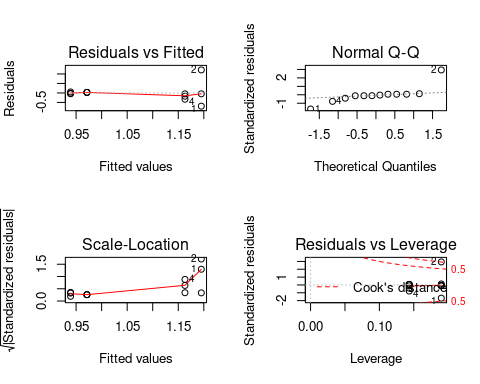 Residuals vs Fitted
Residuals
-0.5
2
4
1
0.95
1.05
1.15
Fitted values
Normal Q-Q
Standardized residuals
-1
2
2
4
1
-1.5
-0.5
0.5
1.5
Theoretical Quantiles
Scale-Location
√|Standardized residuals|
0.0
1.5
2
1
4
0.95
1.05
1.15
Fitted values
Residuals vs Leverage
Standardized residuals
-2
1
2
4
1
Cook's distance
0.5
0.5
0.00
0.10
Leverage